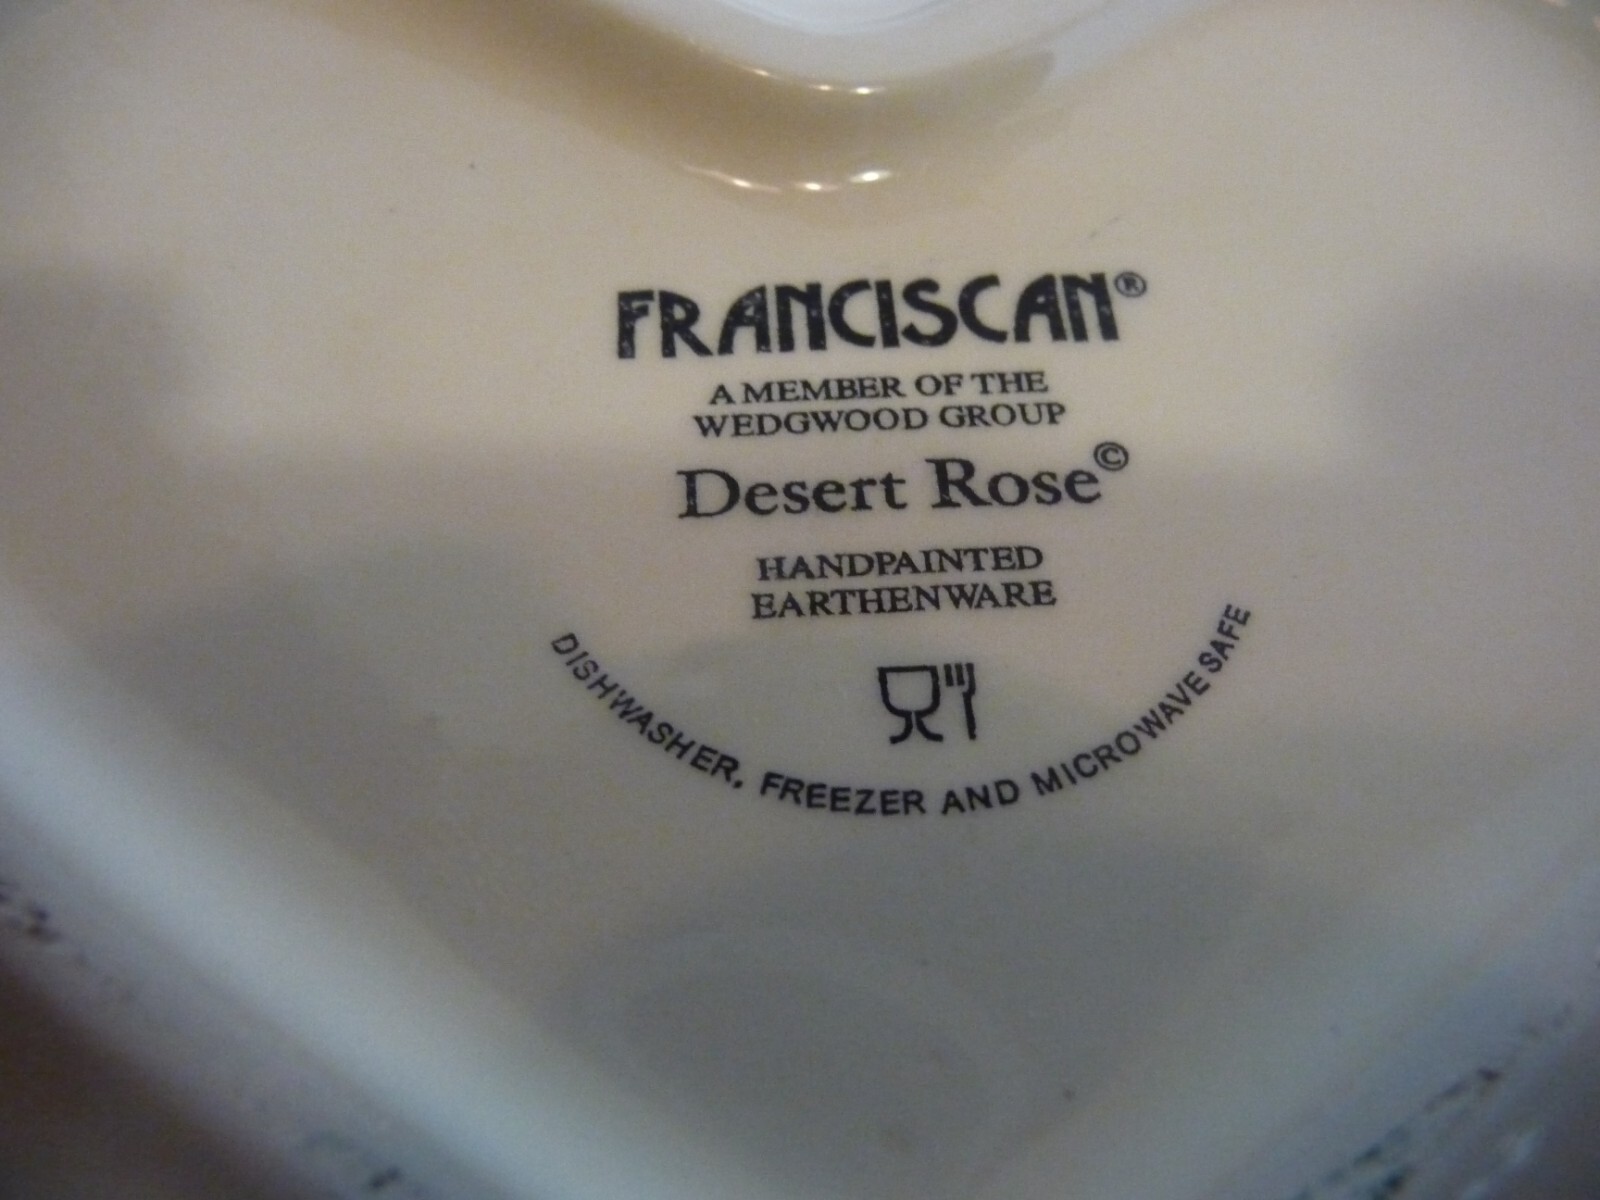 FRANCISCAN®
A MEMBER OF THE
WEDGWOOD GROUP
Desert Rose©
HANDPAINTED
EARTHENWARE
DISHWASHER, FREEZER AND MICROWAVE SAFE